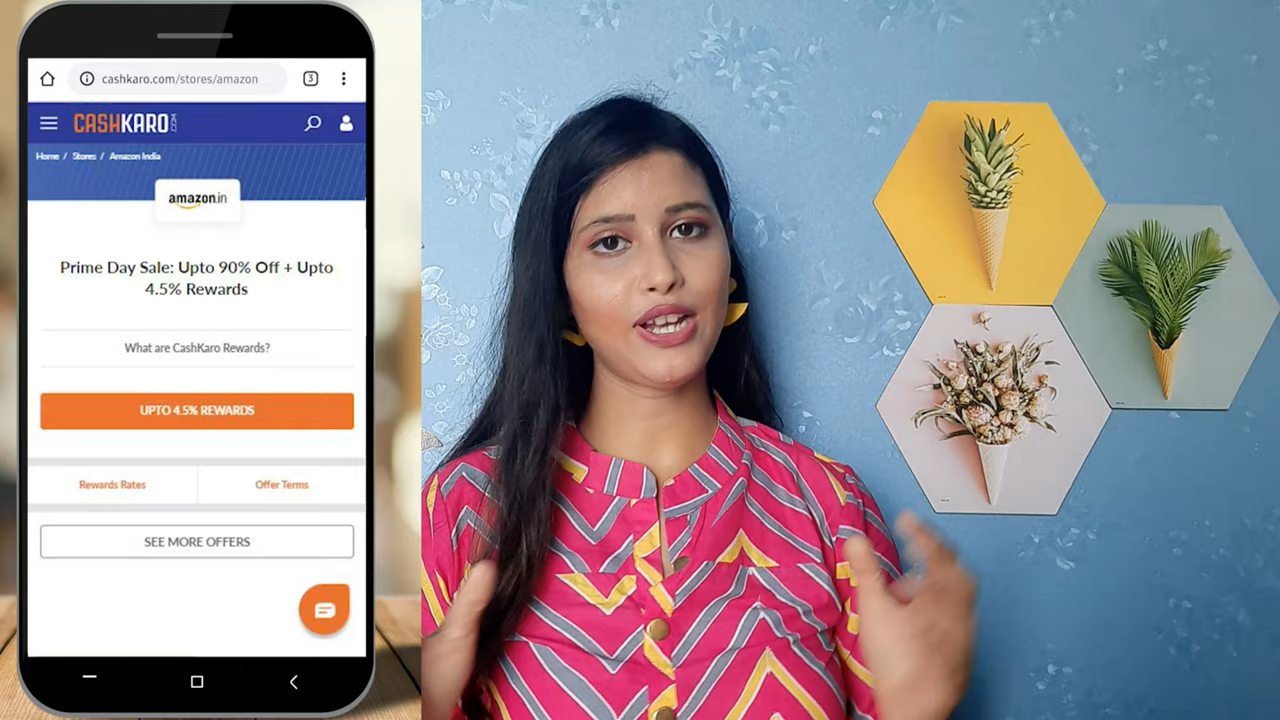 cashkaro.com/stores/amazon
3
CASHKARO.COM
Home / Stores / Amazon India
amazon.in
Prime Day Sale: Upto 90% Off + Upto
4.5% Rewards
What are CashKaro Rewards?
UPTO 4.5% REWARDS
Rewards Rates
Offer Terms
SEE MORE OFFERS